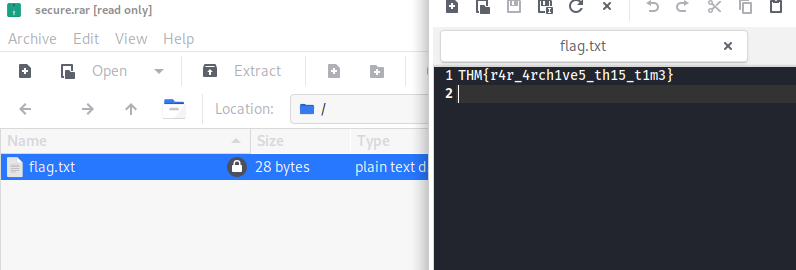 secure.rar [read only]
Archive Edit View Help
Open Extract
Location: /
Name Size Type
flag.txt 28 bytes plain text d
flag.txt
1 THM{r4r_4rch1ve5_th15_t1m3}
2